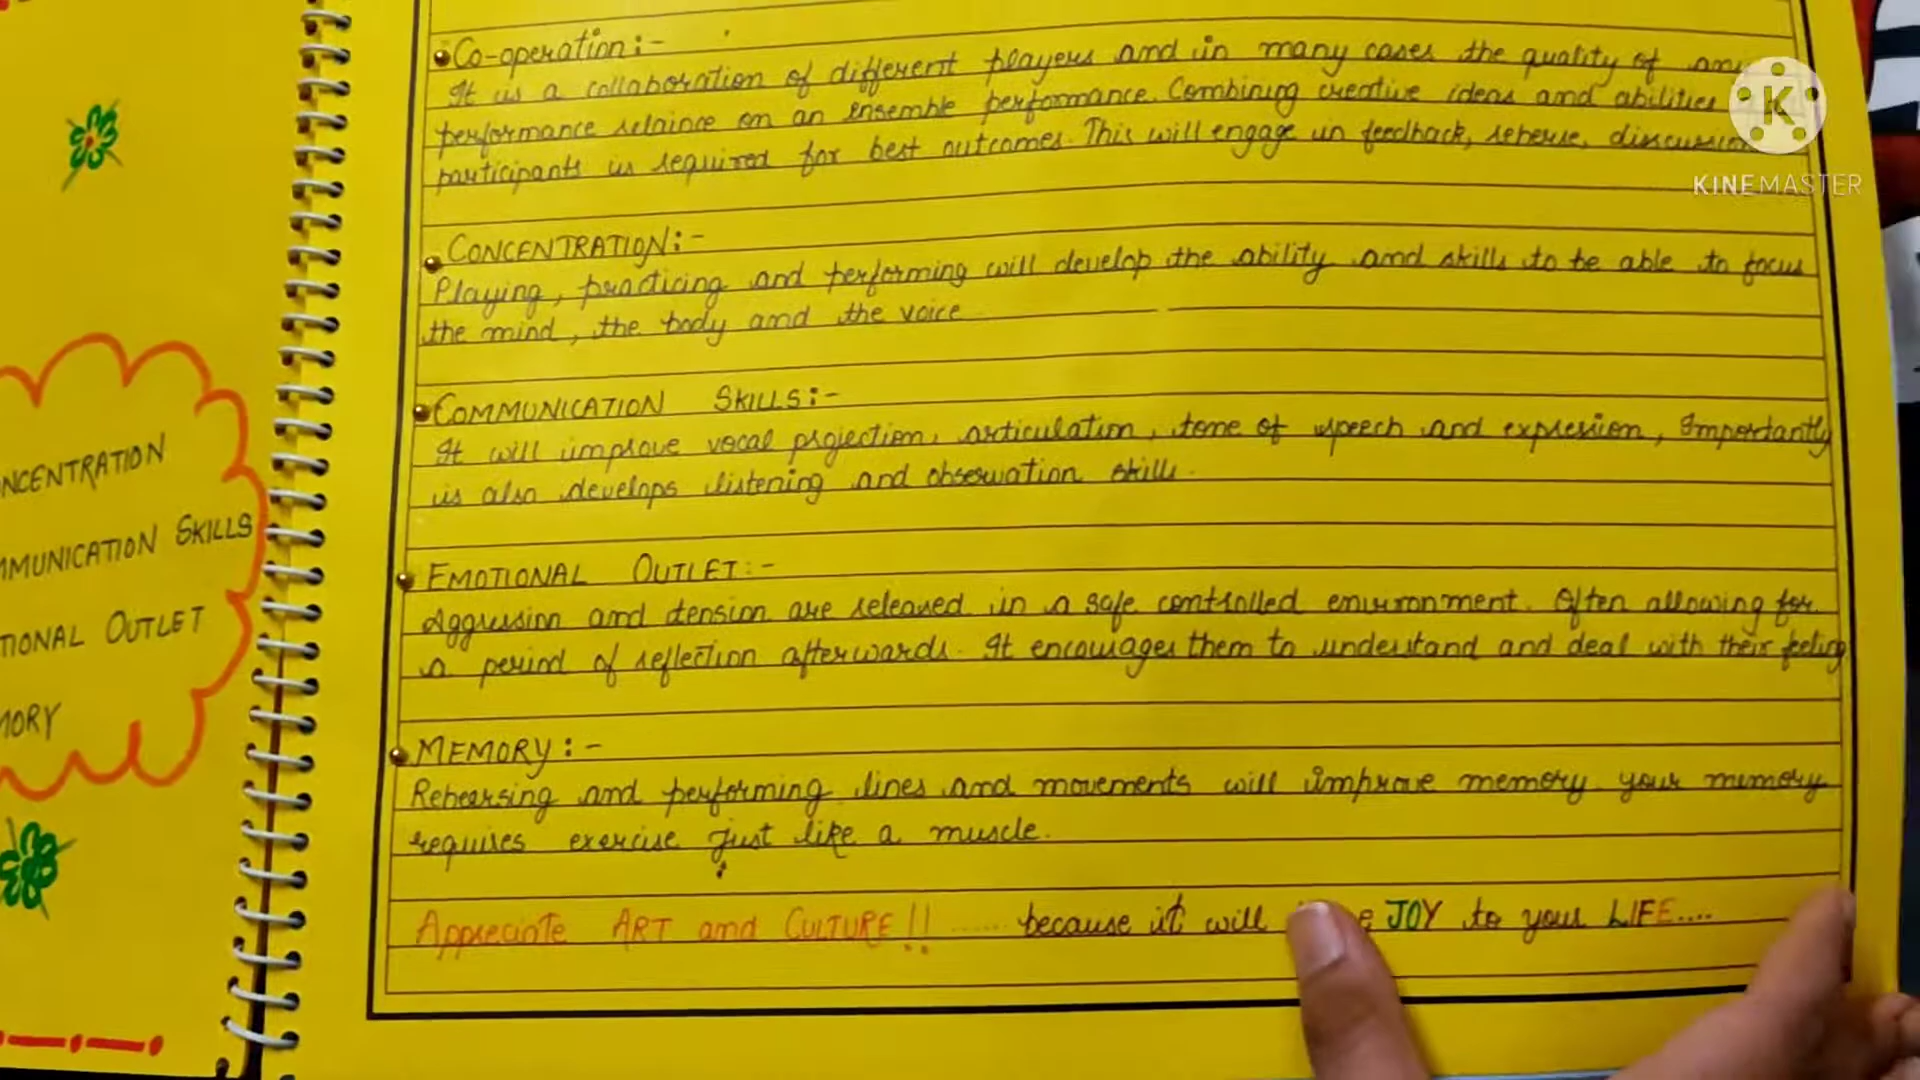 Co-operation:-
It is a collaboration of different players and in many cases the quality of any
performance relaince on an ensemble performance. Combining creative ideas and abilities
participants is required for best outcomes. This will engage in feedback, reherse, discussion
CONCENTRATION:-
Playing, practicing and performing will develop the ability and skills to be able to focus
the mind, the body and the voice
COMMUNICATION SKILLS:-
It will improve vocal projection, articulation, tone of speech and expression, Importantly
is also develops listening and observation skills.
EMOTIONAL OUTLET:-
Aggression and tension are released in a safe controlled environment. Often allowing for
a period of reflection afterwards. It encourages them to understand and deal with their feeling
MEMORY:-
Rehearsing and performing lines and movements will improve memory. your memory
requires exercise just like a muscle.
Appreciate ART and CULTURE!! ...... because it will JOY to your LIFE....
NCENTRATION
MMUNICATION SKILLS
TIONAL OUTLET
MORY
K
KINEMASTER